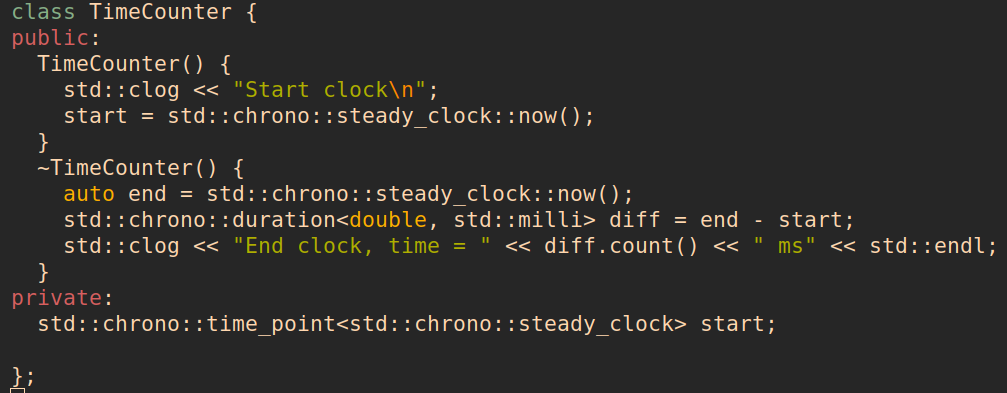 class TimeCounter {
public:
  TimeCounter() {
    std::clog << "Start clock\n";
    start = std::chrono::steady_clock::now();
  }
  ~TimeCounter() {
    auto end = std::chrono::steady_clock::now();
    std::chrono::duration<double, std::milli> diff = end - start;
    std::clog << "End clock, time = " << diff.count() << " ms" << std::endl;
  }
private:
  std::chrono::time_point<std::chrono::steady_clock> start;

};